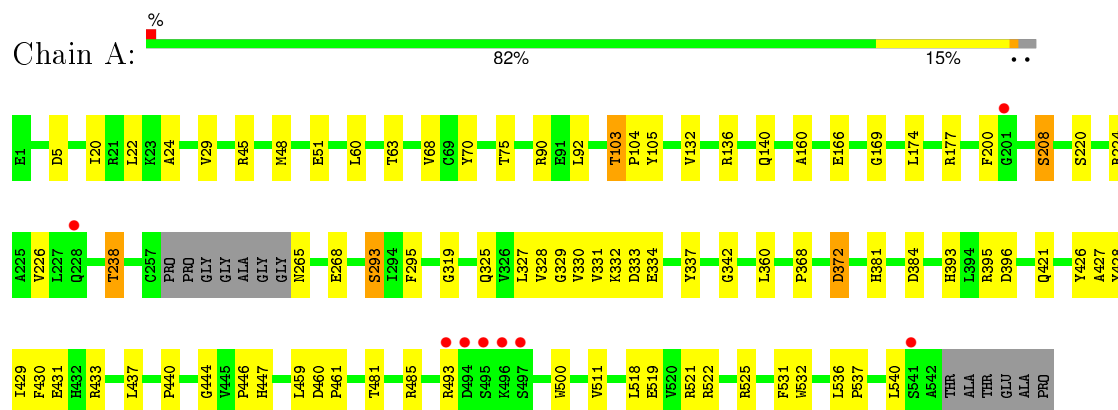 %
Chain A:
82% 15% • •
E1 D5 I20 R21 L22 K23 A24 V29 R45 M48 E51 L60 T63 V68 C69 Y70 T75 R90 E91 L92 T103 P104 Y105 V132 R136 Q140 A160 E166 G169 L174 R177 F200 G201 S208 S220
A225 V226 L227 Q228 T238 C257 PRO PRO GLY GLY ALA GLY GLY N265 E268 S293 I294 F295 G319 Q325 V326 L327 V328 G329 V330 V331 K332 D333 E334 Y337 G342 L360 P368 D372 H381 D384 H393 L394 R395 D396 Q421 Y426 A427
I429 F430 E431 H432 R433 L437 P440 G444 V445 P446 H447 L459 D460 P461 T481 R485 R493 D494 S495 K496 S497 W500 V511 L518 E519 V520 R521 R522 R525 F531 W532 L536 P537 L540 S541 A542 THR ALA THR GLU ALA PRO